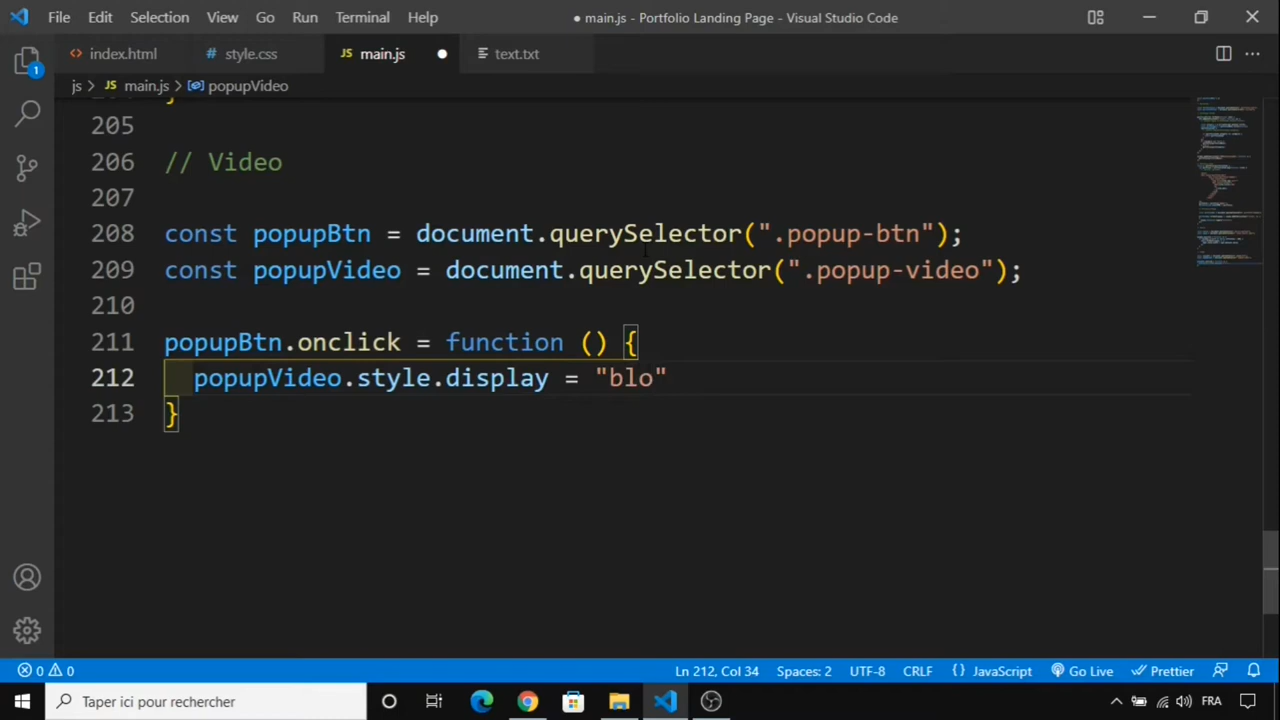 File Edit Selection View Go Run Terminal Help ● main.js - Portfolio Landing Page - Visual Studio Code
index.html # style.css JS main.js ● text.txt
js > JS main.js > popupVideo
1
205
206 // Video
207
208 const popupBtn = document.querySelector(".popup-btn");
209 const popupVideo = document.querySelector(".popup-video");
210
211 popupBtn.onclick = function () {
212 popupVideo.style.display = "blo"
213 }
0 0 Ln 212, Col 34 Spaces: 2 UTF-8 CRLF {} JavaScript Go Live Prettier
Taper ici pour rechercher FRA